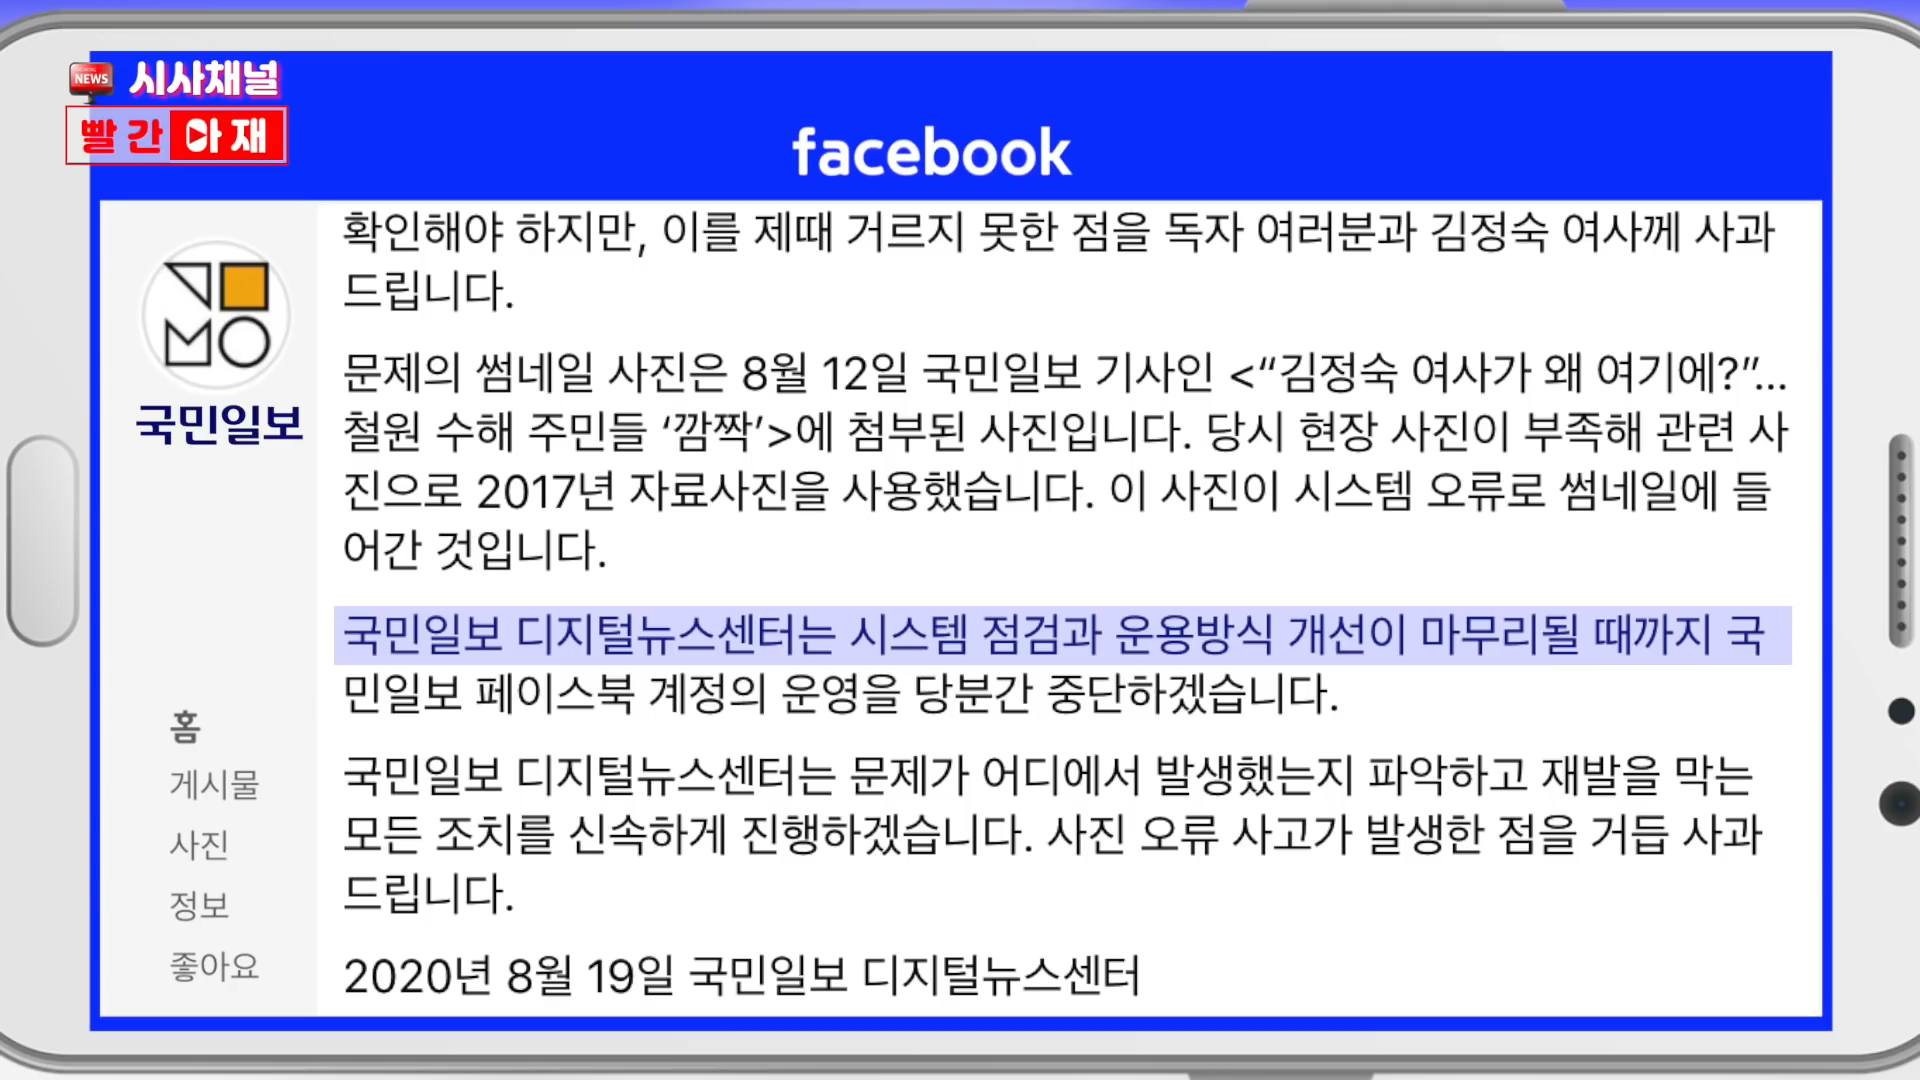 NEWS 시사채널
빨간 아재
facebook
국민일보
홈
게시물
사진
정보
좋아요
확인해야 하지만, 이를 제때 거르지 못한 점을 독자 여러분과 김정숙 여사께 사과
드립니다.
문제의 썸네일 사진은 8월 12일 국민일보 기사인 <“김정숙 여사가 왜 여기에?”...
철원 수해 주민들 ‘깜짝’>에 첨부된 사진입니다. 당시 현장 사진이 부족해 관련 사
진으로 2017년 자료사진을 사용했습니다. 이 사진이 시스템 오류로 썸네일에 들
어간 것입니다.
국민일보 디지털뉴스센터는 시스템 점검과 운용방식 개선이 마무리될 때까지 국
민일보 페이스북 계정의 운영을 당분간 중단하겠습니다.
국민일보 디지털뉴스센터는 문제가 어디에서 발생했는지 파악하고 재발을 막는
모든 조치를 신속하게 진행하겠습니다. 사진 오류 사고가 발생한 점을 거듭 사과
드립니다.
2020년 8월 19일 국민일보 디지털뉴스센터